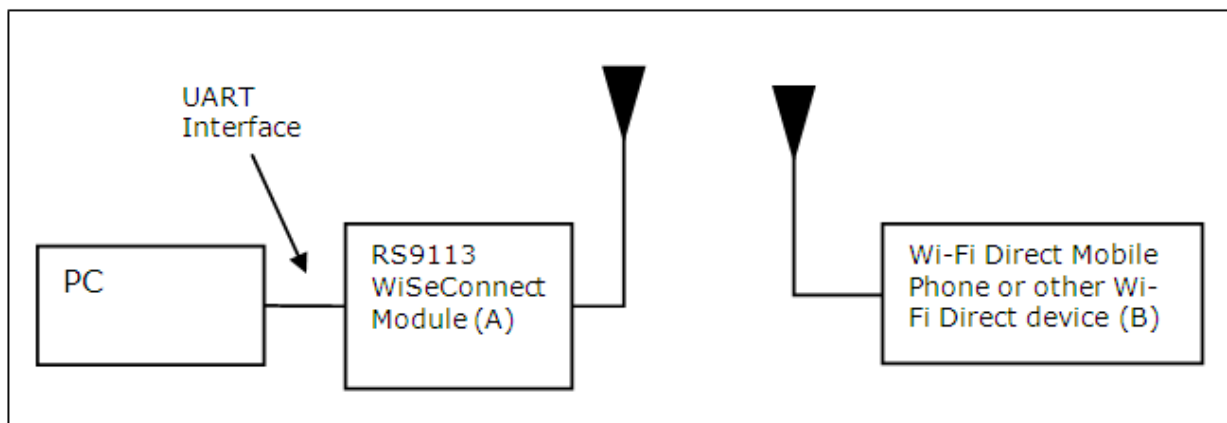 UART
Interface
PC
RS9113
WiSeConnect
Module (A)
Wi-Fi Direct Mobile
Phone or other Wi-
Fi Direct device (B)